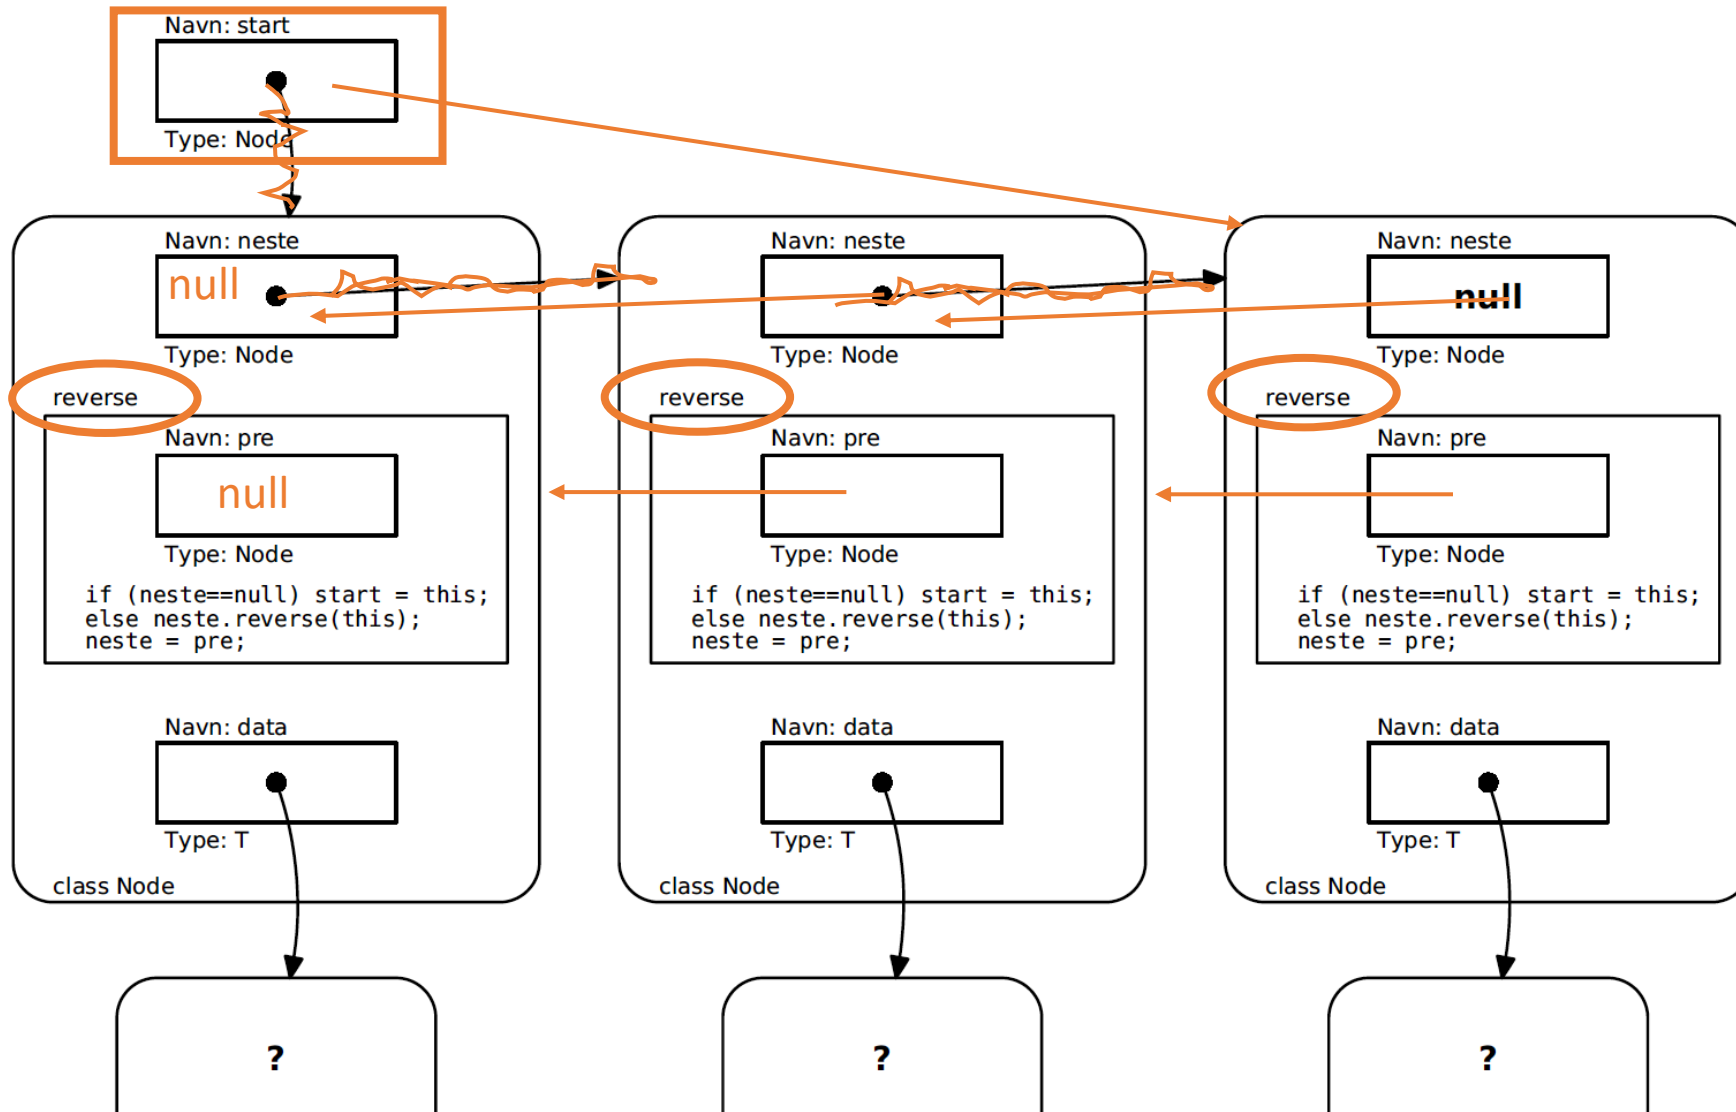 Navn: start
Type: Node
Navn: neste
null
Type: Node
reverse
Navn: pre
null
Type: Node
if (neste==null) start = this;
else neste.reverse(this);
neste = pre;
Navn: data
Type: T
class Node
?
Navn: neste
Type: Node
reverse
Navn: pre
Type: Node
if (neste==null) start = this;
else neste.reverse(this);
neste = pre;
Navn: data
Type: T
class Node
?
Navn: neste
null
Type: Node
reverse
Navn: pre
Type: Node
if (neste==null) start = this;
else neste.reverse(this);
neste = pre;
Navn: data
Type: T
class Node
?